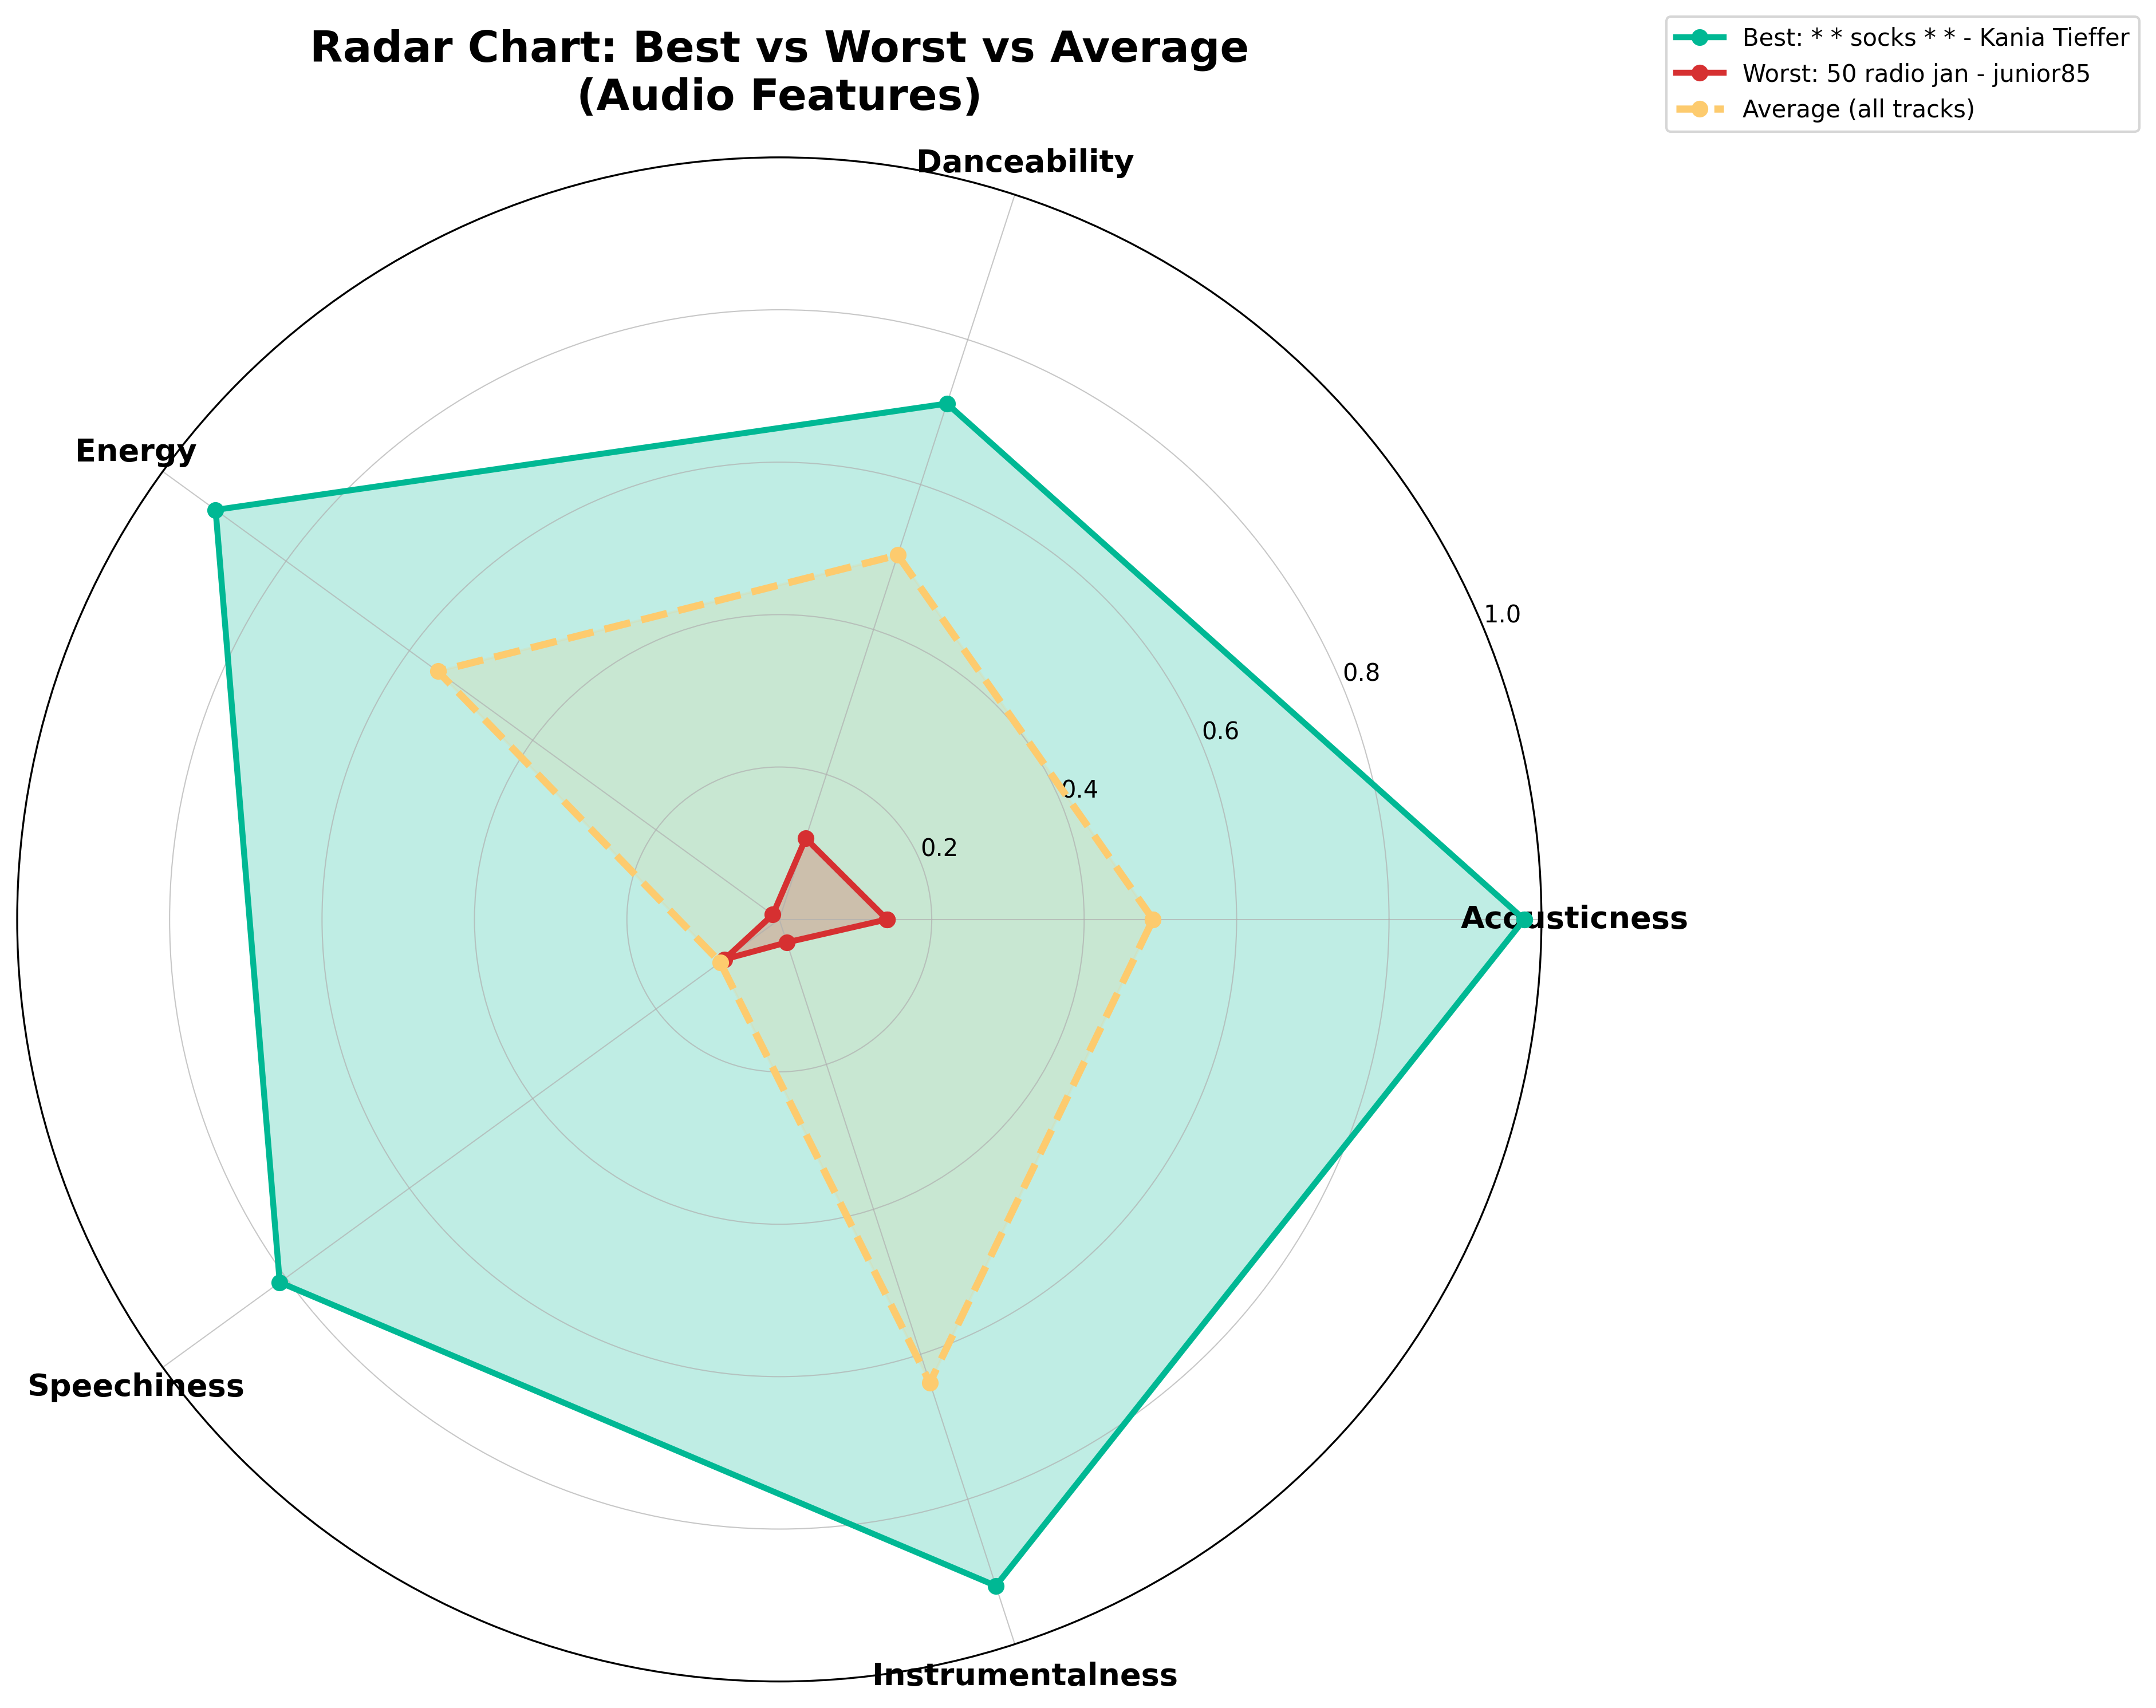 Radar Chart: Best vs Worst vs Average
(Audio Features)
Best: * * socks * * - Kania Tieffer
Worst: 50 radio jan - junior85
Average (all tracks)
Danceability
Energy
1.0
0.8
0.6
0.4
0.2
Acousticness
Speechiness
Instrumentalness